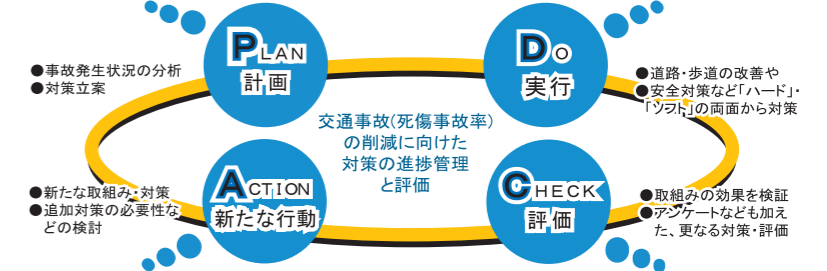 PLAN
計画
●事故発生状況の分析
●対策立案
DO
実行
●道路・歩道の改善や
●安全対策など「ハード」・
「ソフト」の両面から対策
交通事故(死傷事故率)
の削減に向けた
対策の進捗管理
と評価
ACTION
新たな行動
●新たな取組み・対策
●追加対策の必要性な
どの検討
CHECK
評価
●取組みの効果を検証
●アンケートなども加え
た、更なる対策・評価